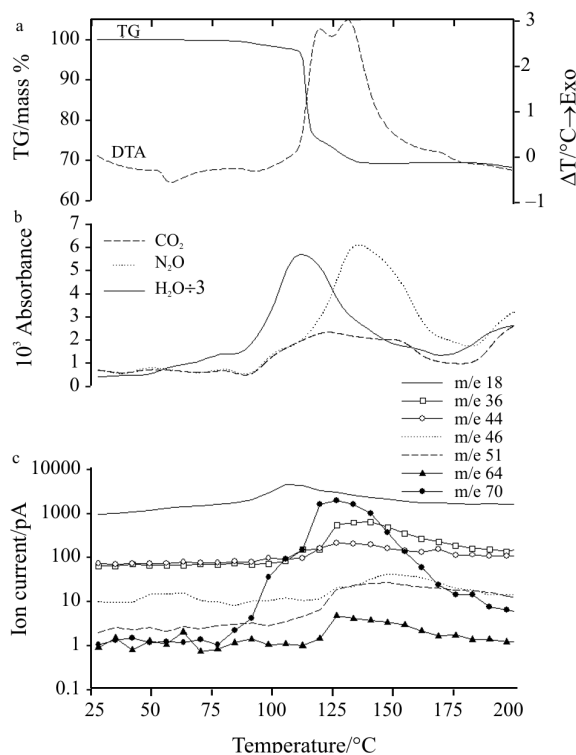 a
TG/mass %
100
90
80
70
60
TG
DTA
3
2
1
0
−1
ΔT/°C→Exo
b
10³ Absorbance
7
6
5
4
3
2
1
0
CO₂
N₂O
H₂O÷3
m/e 18
m/e 36
m/e 44
m/e 46
m/e 51
m/e 64
m/e 70
c
Ion current/pA
10000
1000
100
10
1
0.1
25
50
75
100
125
150
175
200
Temperature/°C